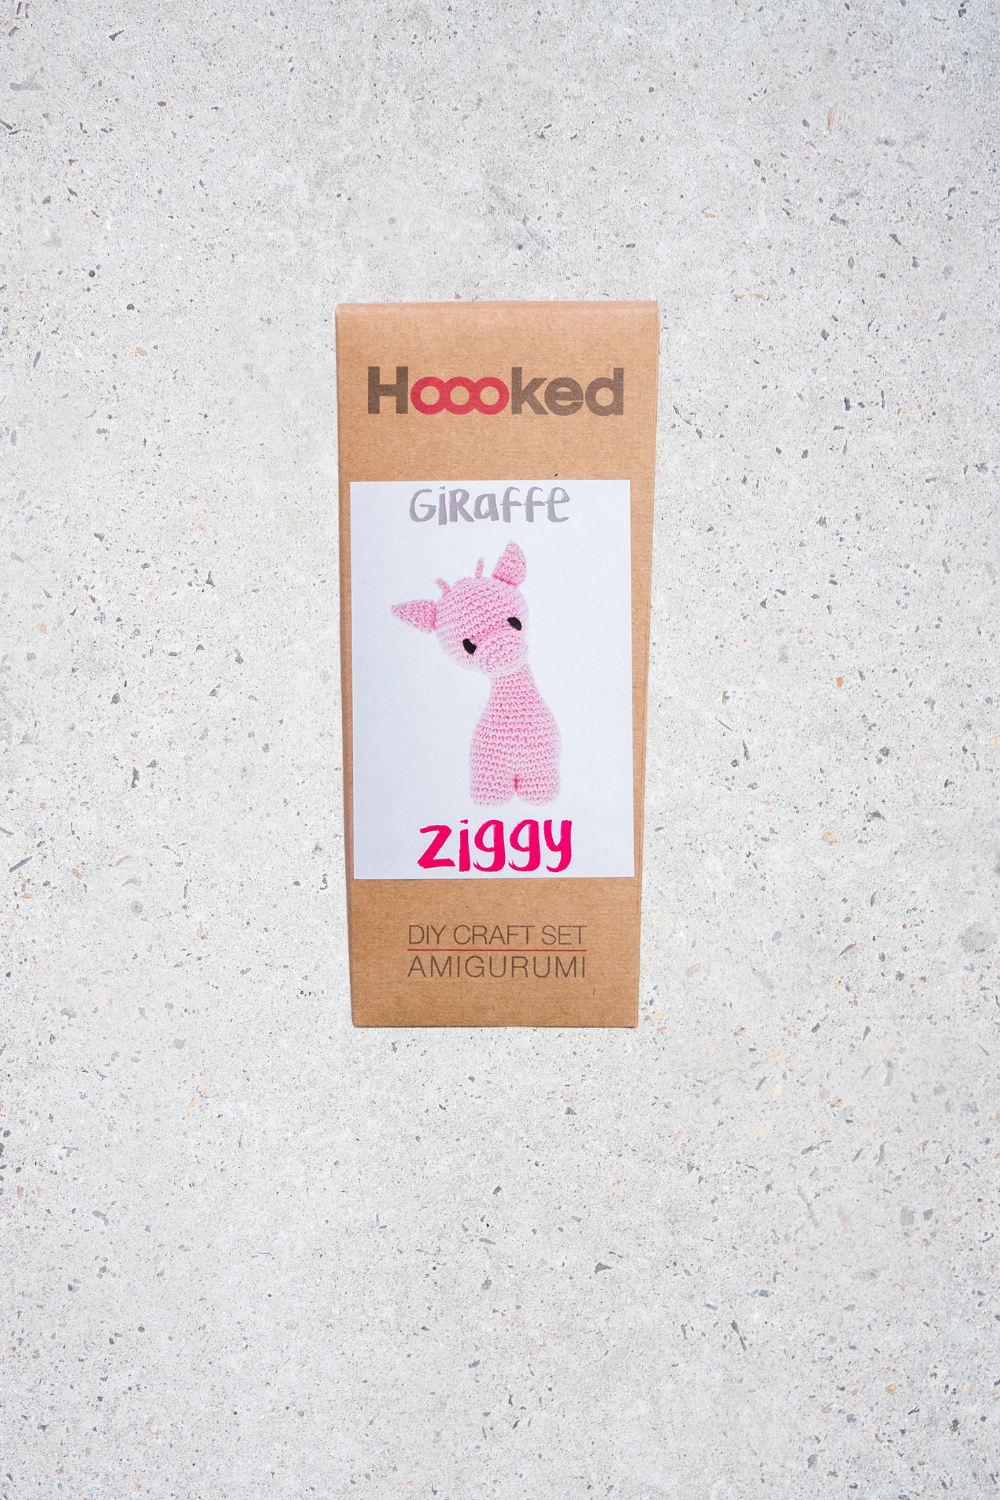 Hoooked
GiRaffe
ziggy
DIY CRAFT SET
AMIGURUMI